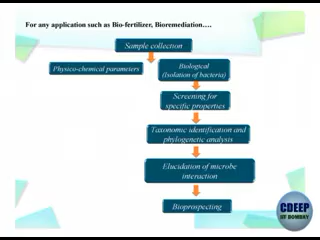 For any application such as Bio-fertilizer, Bioremediation….
Sample collection
Physico-chemical parameters
Biological
(Isolation of bacteria)
Screening for
specific properties
Taxonomic identification and
phylogenetic analysis
Elucidation of microbe
interaction
Bioprospecting
CDEEP
IIT BOMBAY